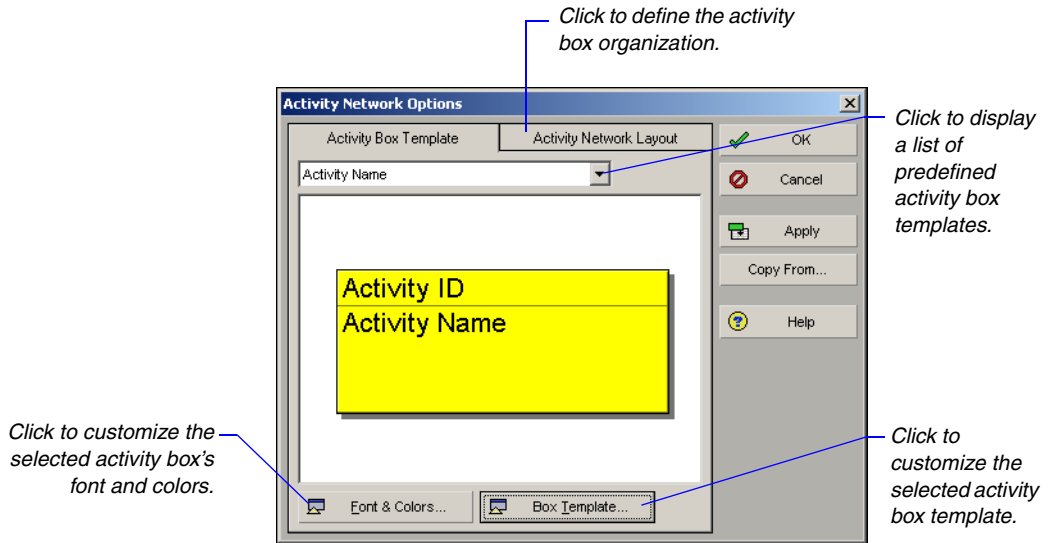 Click to define the activity
box organization.
Activity Network Options
Activity Box Template
Activity Network Layout
Activity Name
Activity ID
Activity Name
Font & Colors...
Box Template...
OK
Cancel
Apply
Copy From...
Help
Click to display
a list of
predefined
activity box
templates.
Click to customize the
selected activity box's
font and colors.
Click to
customize the
selected activity
box template.